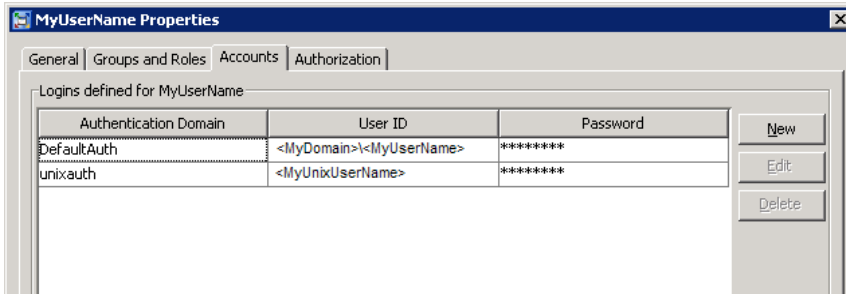 MyUserName Properties
General Groups and Roles Accounts Authorization
Logins defined for MyUserName
Authentication Domain User ID Password
New
DefaultAuth <MyDomain>\<MyUserName> ********
Edit
unixauth <MyUnixUserName> ********
Delete